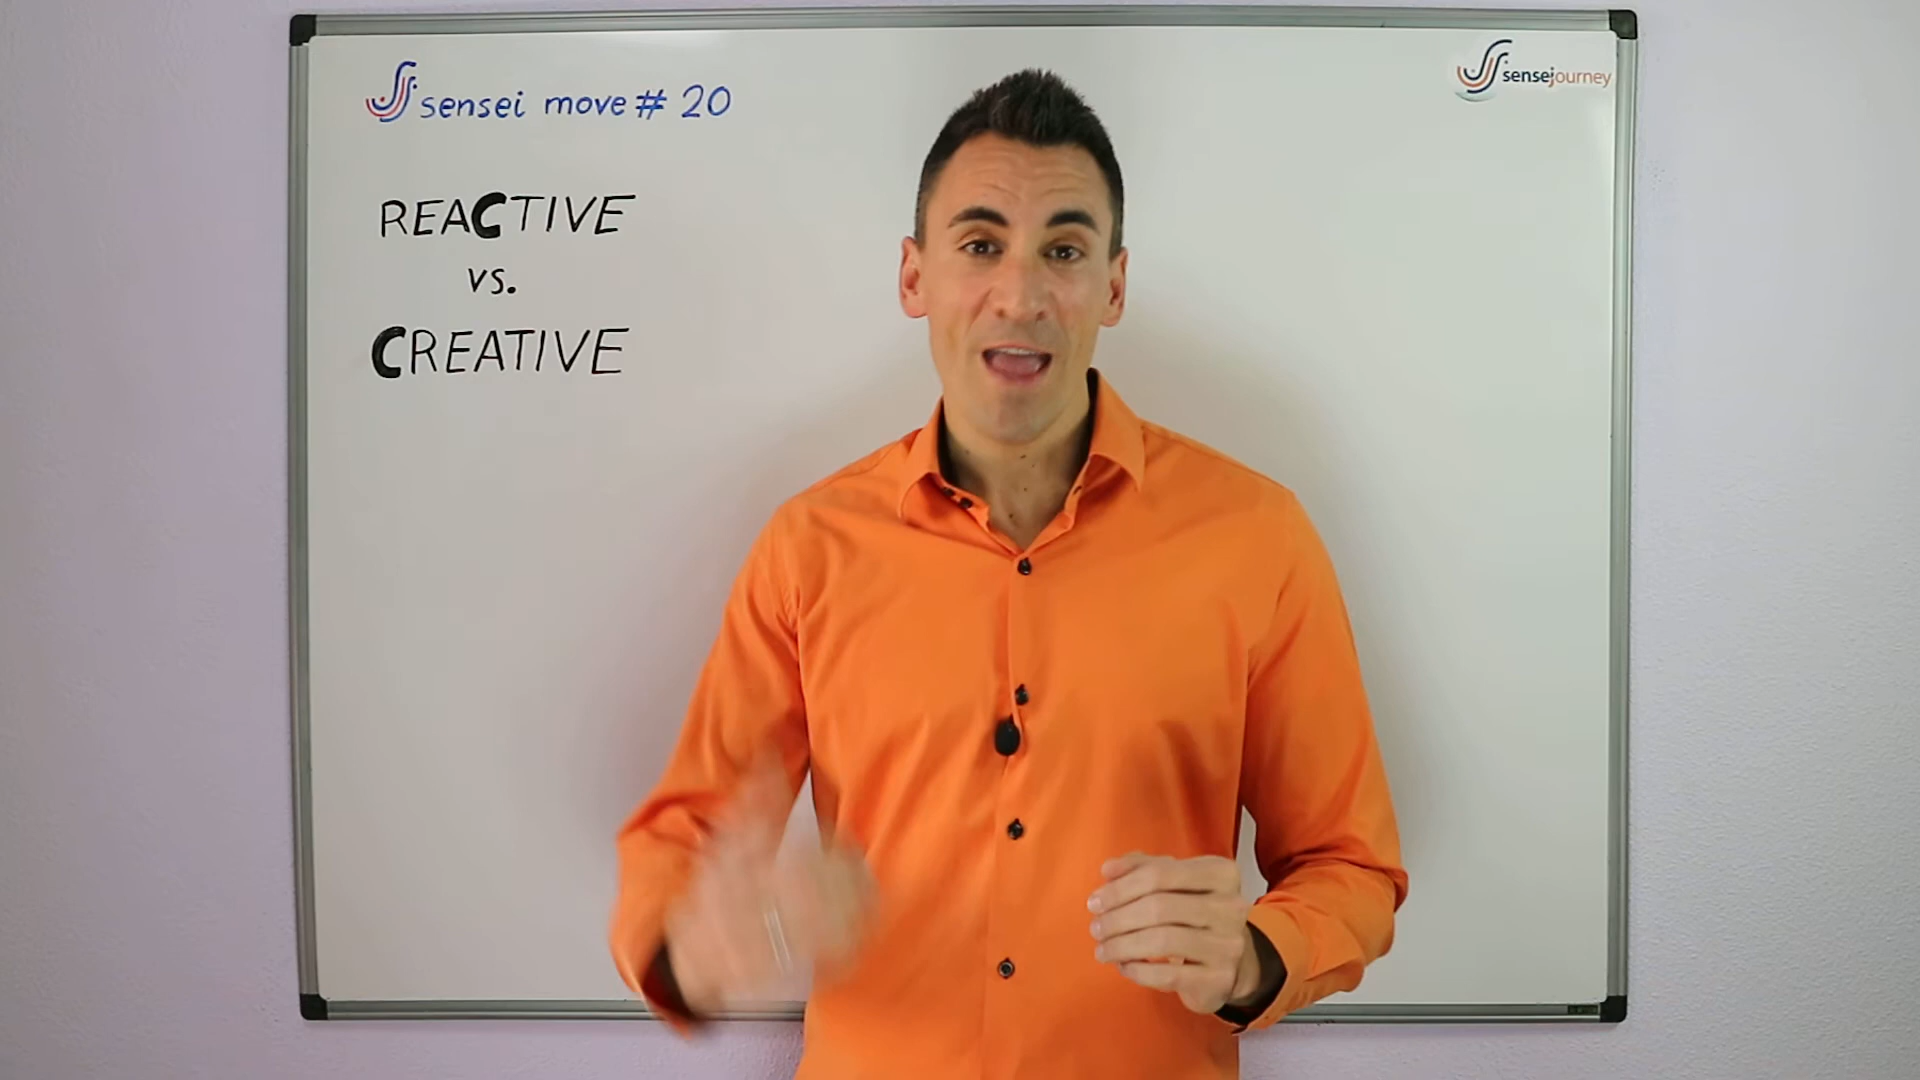 sensei move # 20
sensejourney
REACTIVE
vs.
CREATIVE